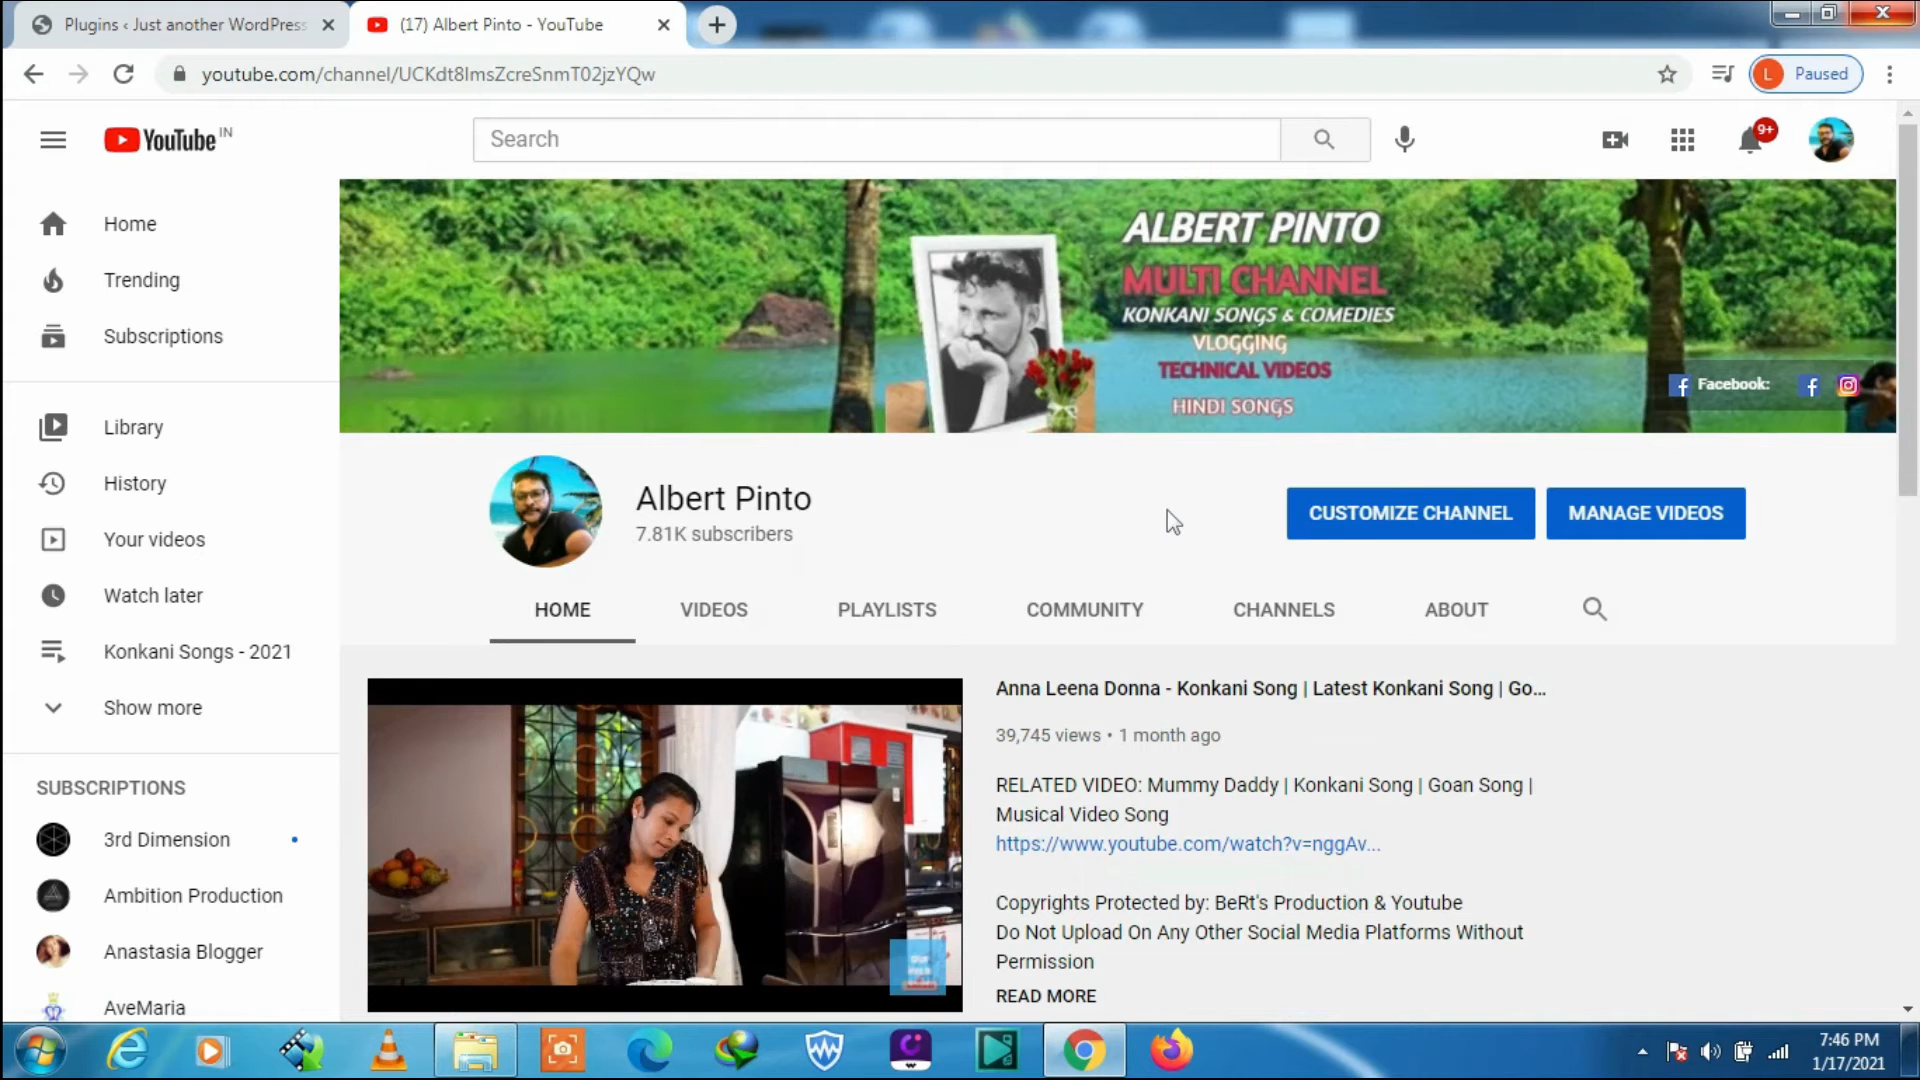 Plugins ‹ Just another WordPress
(17) Albert Pinto - YouTube
youtube.com/channel/UCKdt8lmsZcreSnmT02jzYQw
L Paused
YouTube IN
Search
9+
Home
Trending
Subscriptions
Library
History
Your videos
Watch later
Konkani Songs - 2021
Show more
SUBSCRIPTIONS
3rd Dimension
Ambition Production
Anastasia Blogger
AveMaria
ALBERT PINTO
MULTI CHANNEL
KONKANI SONGS & COMEDIES
VLOGGING
TECHNICAL VIDEOS
HINDI SONGS
Facebook:
Albert Pinto
7.81K subscribers
CUSTOMIZE CHANNEL
MANAGE VIDEOS
HOME VIDEOS PLAYLISTS COMMUNITY CHANNELS ABOUT
Anna Leena Donna - Konkani Song | Latest Konkani Song | Go...
39,745 views • 1 month ago
RELATED VIDEO: Mummy Daddy | Konkani Song | Goan Song |
Musical Video Song
https://www.youtube.com/watch?v=nggAv...
Copyrights Protected by: BeRt's Production & Youtube
Do Not Upload On Any Other Social Media Platforms Without
Permission
READ MORE
7:46 PM
1/17/2021